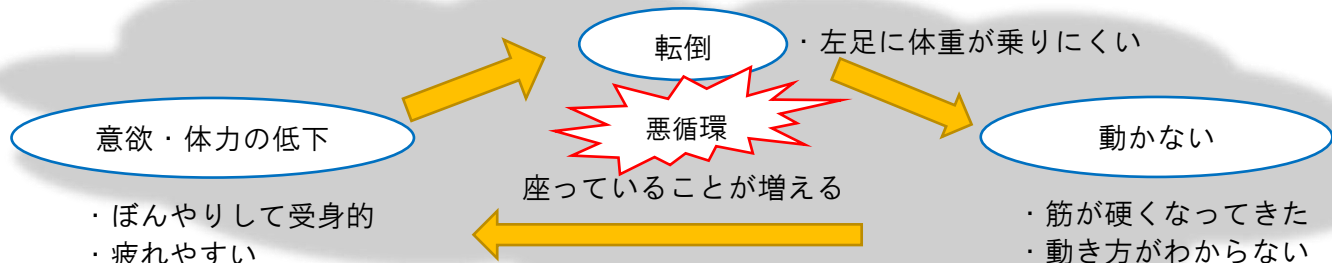 転倒
・左足に体重が乗りにくい
意欲・体力の低下
悪循環
動かない
座っていることが増える
・ぼんやりして受身的
・疲れやすい
・筋が硬くなってきた
・動き方がわからない